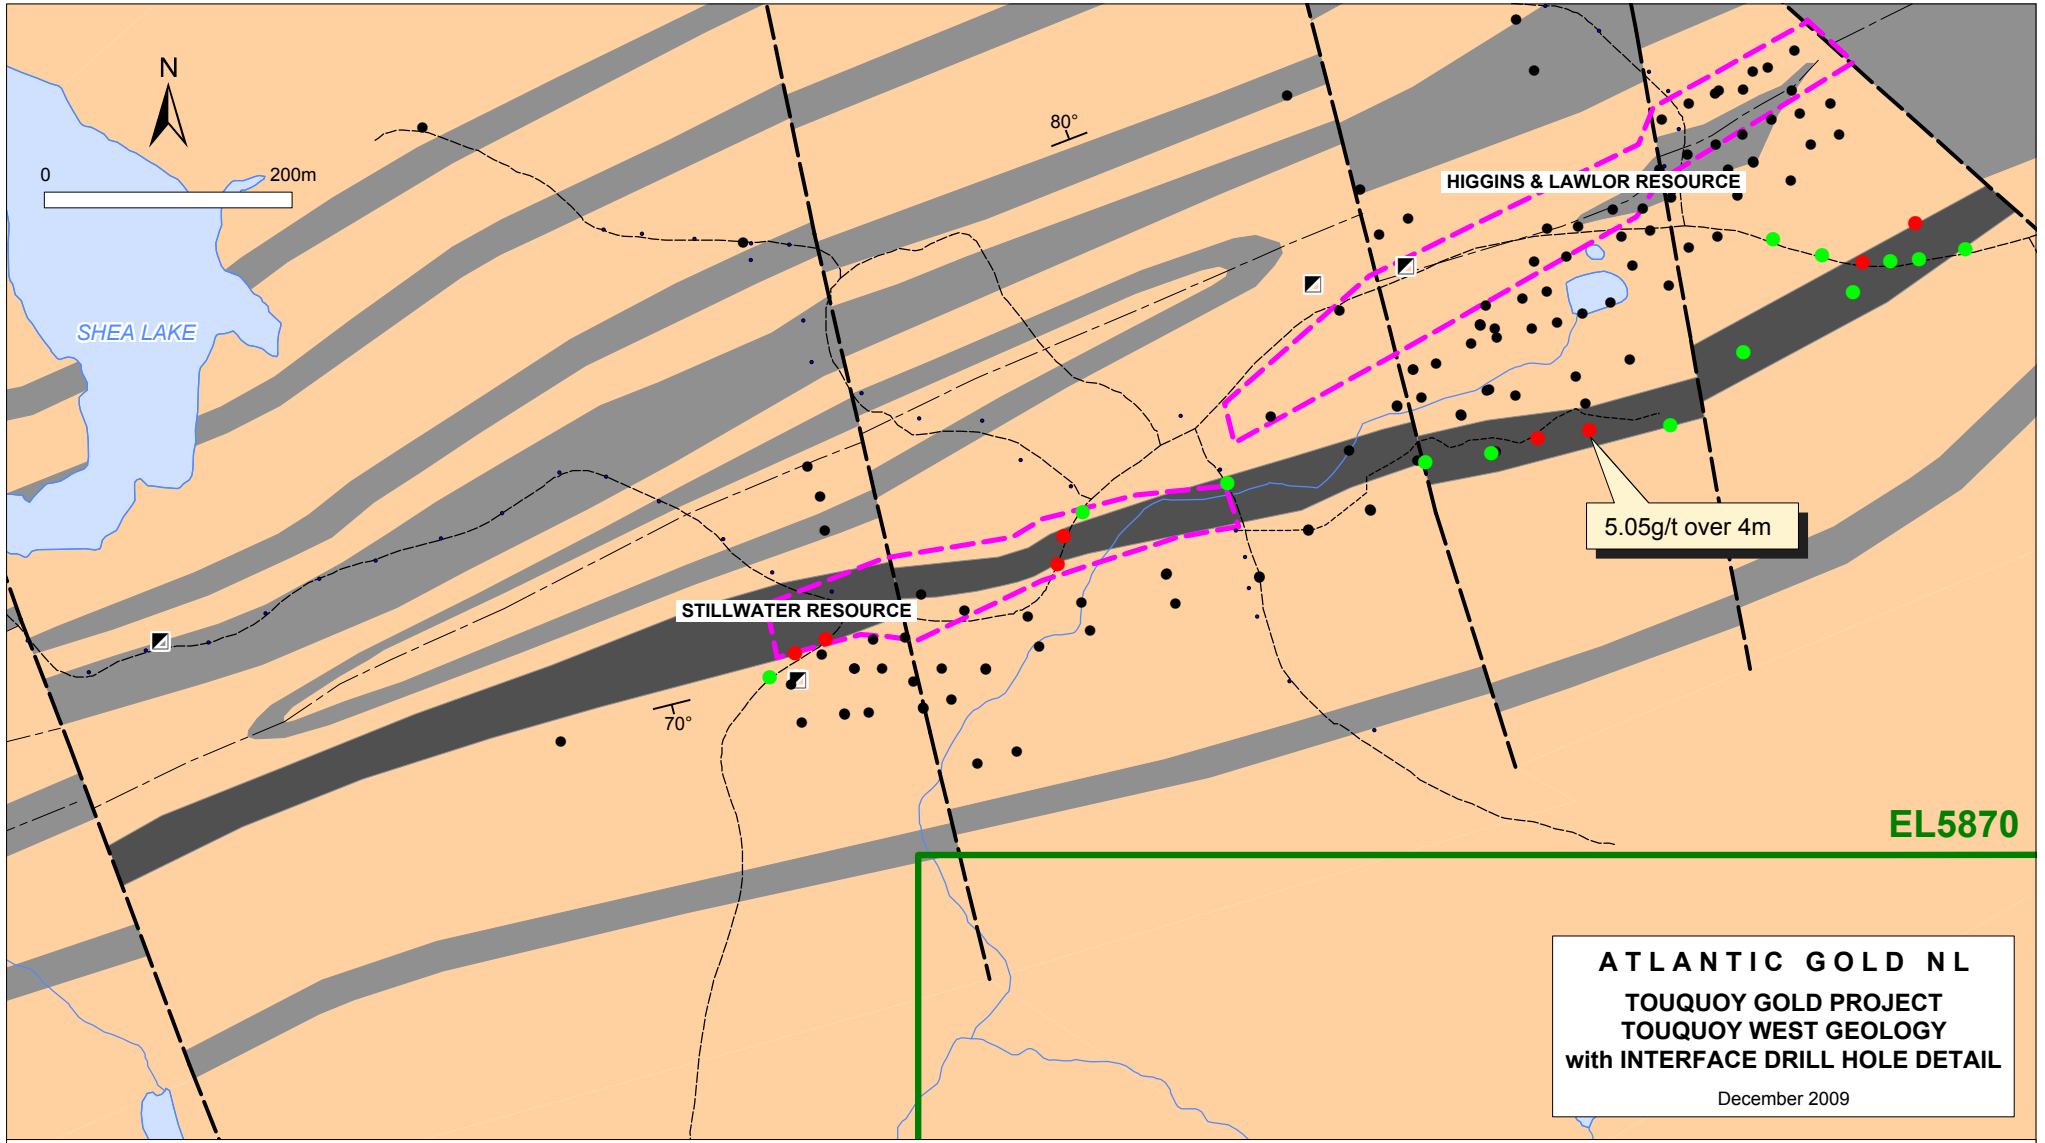 N
0 200m
80°
HIGGINS & LAWLOR RESOURCE
SHEA LAKE
5.05g/t over 4m
STILLWATER RESOURCE
70°
EL5870
ATLANTIC GOLD NL
TOUQUOY GOLD PROJECT
TOUQUOY WEST GEOLOGY
with INTERFACE DRILL HOLE DETAIL
December 2009